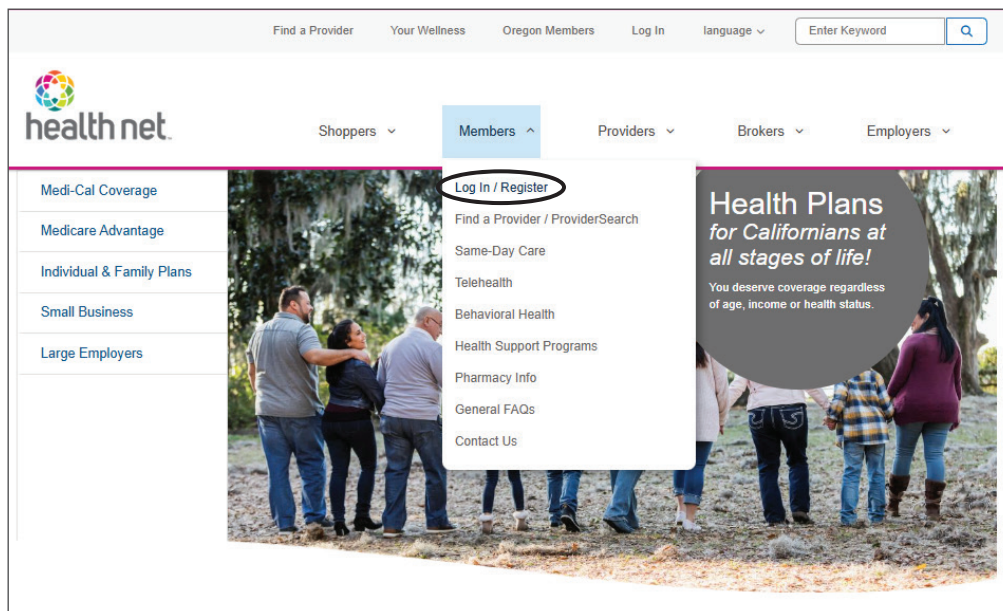 Find a Provider Your Wellness Oregon Members Log In language Enter Keyword
health net.
Shoppers Members Providers Brokers Employers
Medi-Cal Coverage
Medicare Advantage
Individual & Family Plans
Small Business
Large Employers
Log In / Register
Find a Provider / ProviderSearch
Same-Day Care
Telehealth
Behavioral Health
Health Support Programs
Pharmacy Info
General FAQs
Contact Us
Health Plans
for Californians at
all stages of life!
You deserve coverage regardless
of age, income or health status.